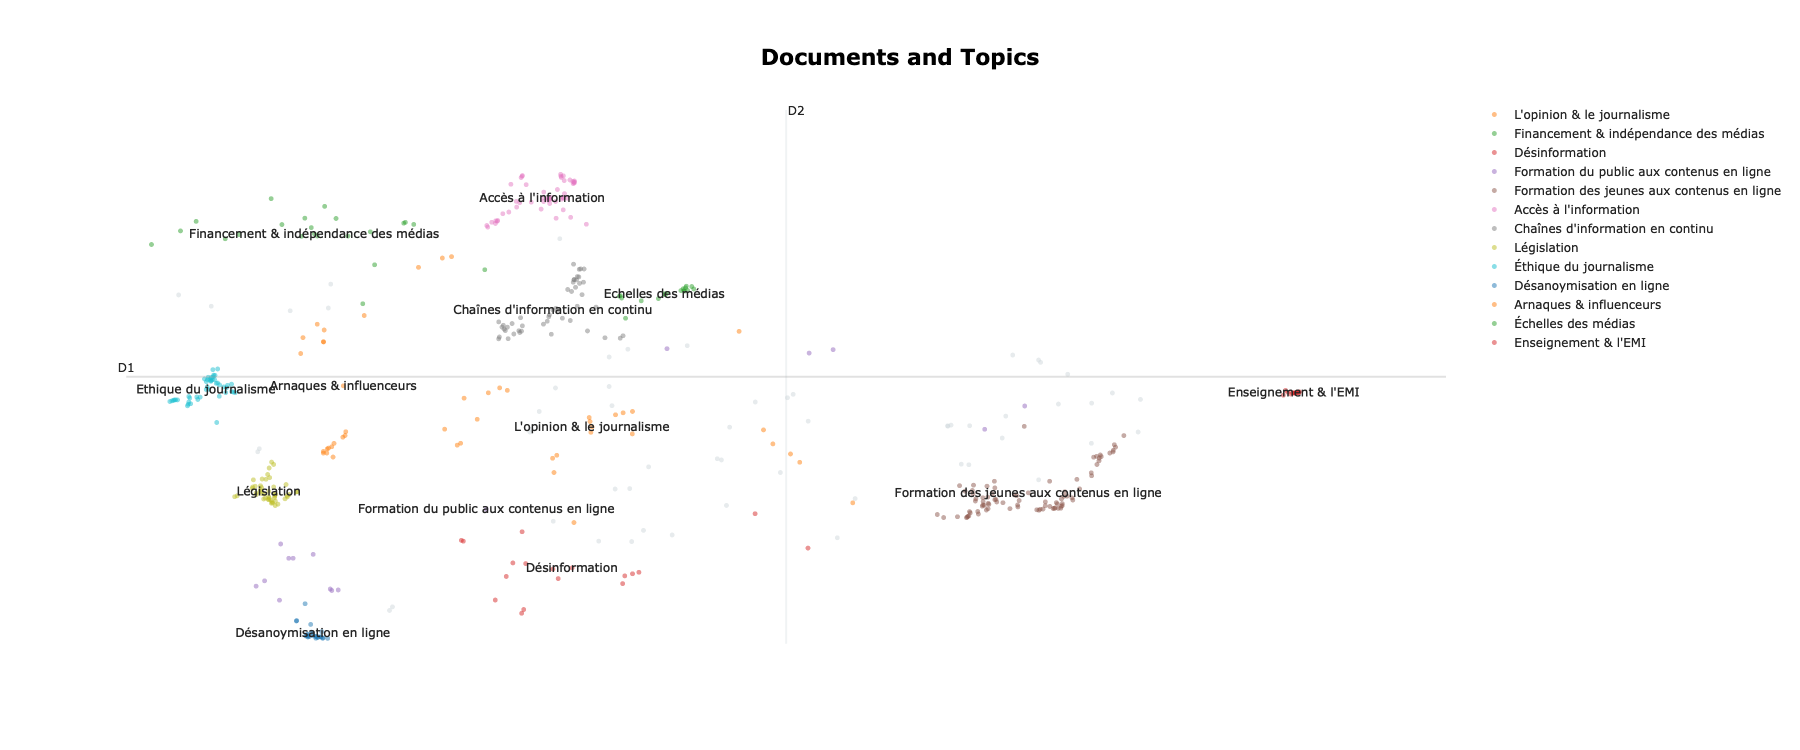 Documents and Topics
D2
L'opinion & le journalisme
Financement & indépendance des médias
Désinformation
Formation du public aux contenus en ligne
Formation des jeunes aux contenus en ligne
Accès à l'information
Chaînes d'information en continu
Législation
Éthique du journalisme
Désanoymisation en ligne
Arnaques & influenceurs
Échelles des médias
Enseignement & l'EMI
Accès à l'information
Financement & indépendance des médias
Echelles des médias
Chaînes d'information en continu
D1
Ethique du journalisme
Arnaques & influenceurs
Enseignement & l'EMI
L'opinion & le journalisme
Législation
Formation des jeunes aux contenus en ligne
Formation du public aux contenus en ligne
Désinformation
Désanoymisation en ligne